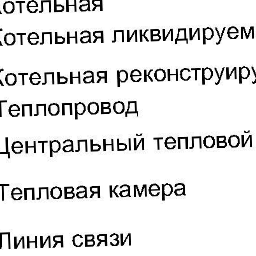 Котельная
Котельная ликвидируем
Котельная реконструиру
Теплопровод
Центральный тепловой
Тепловая камера
Линия связи